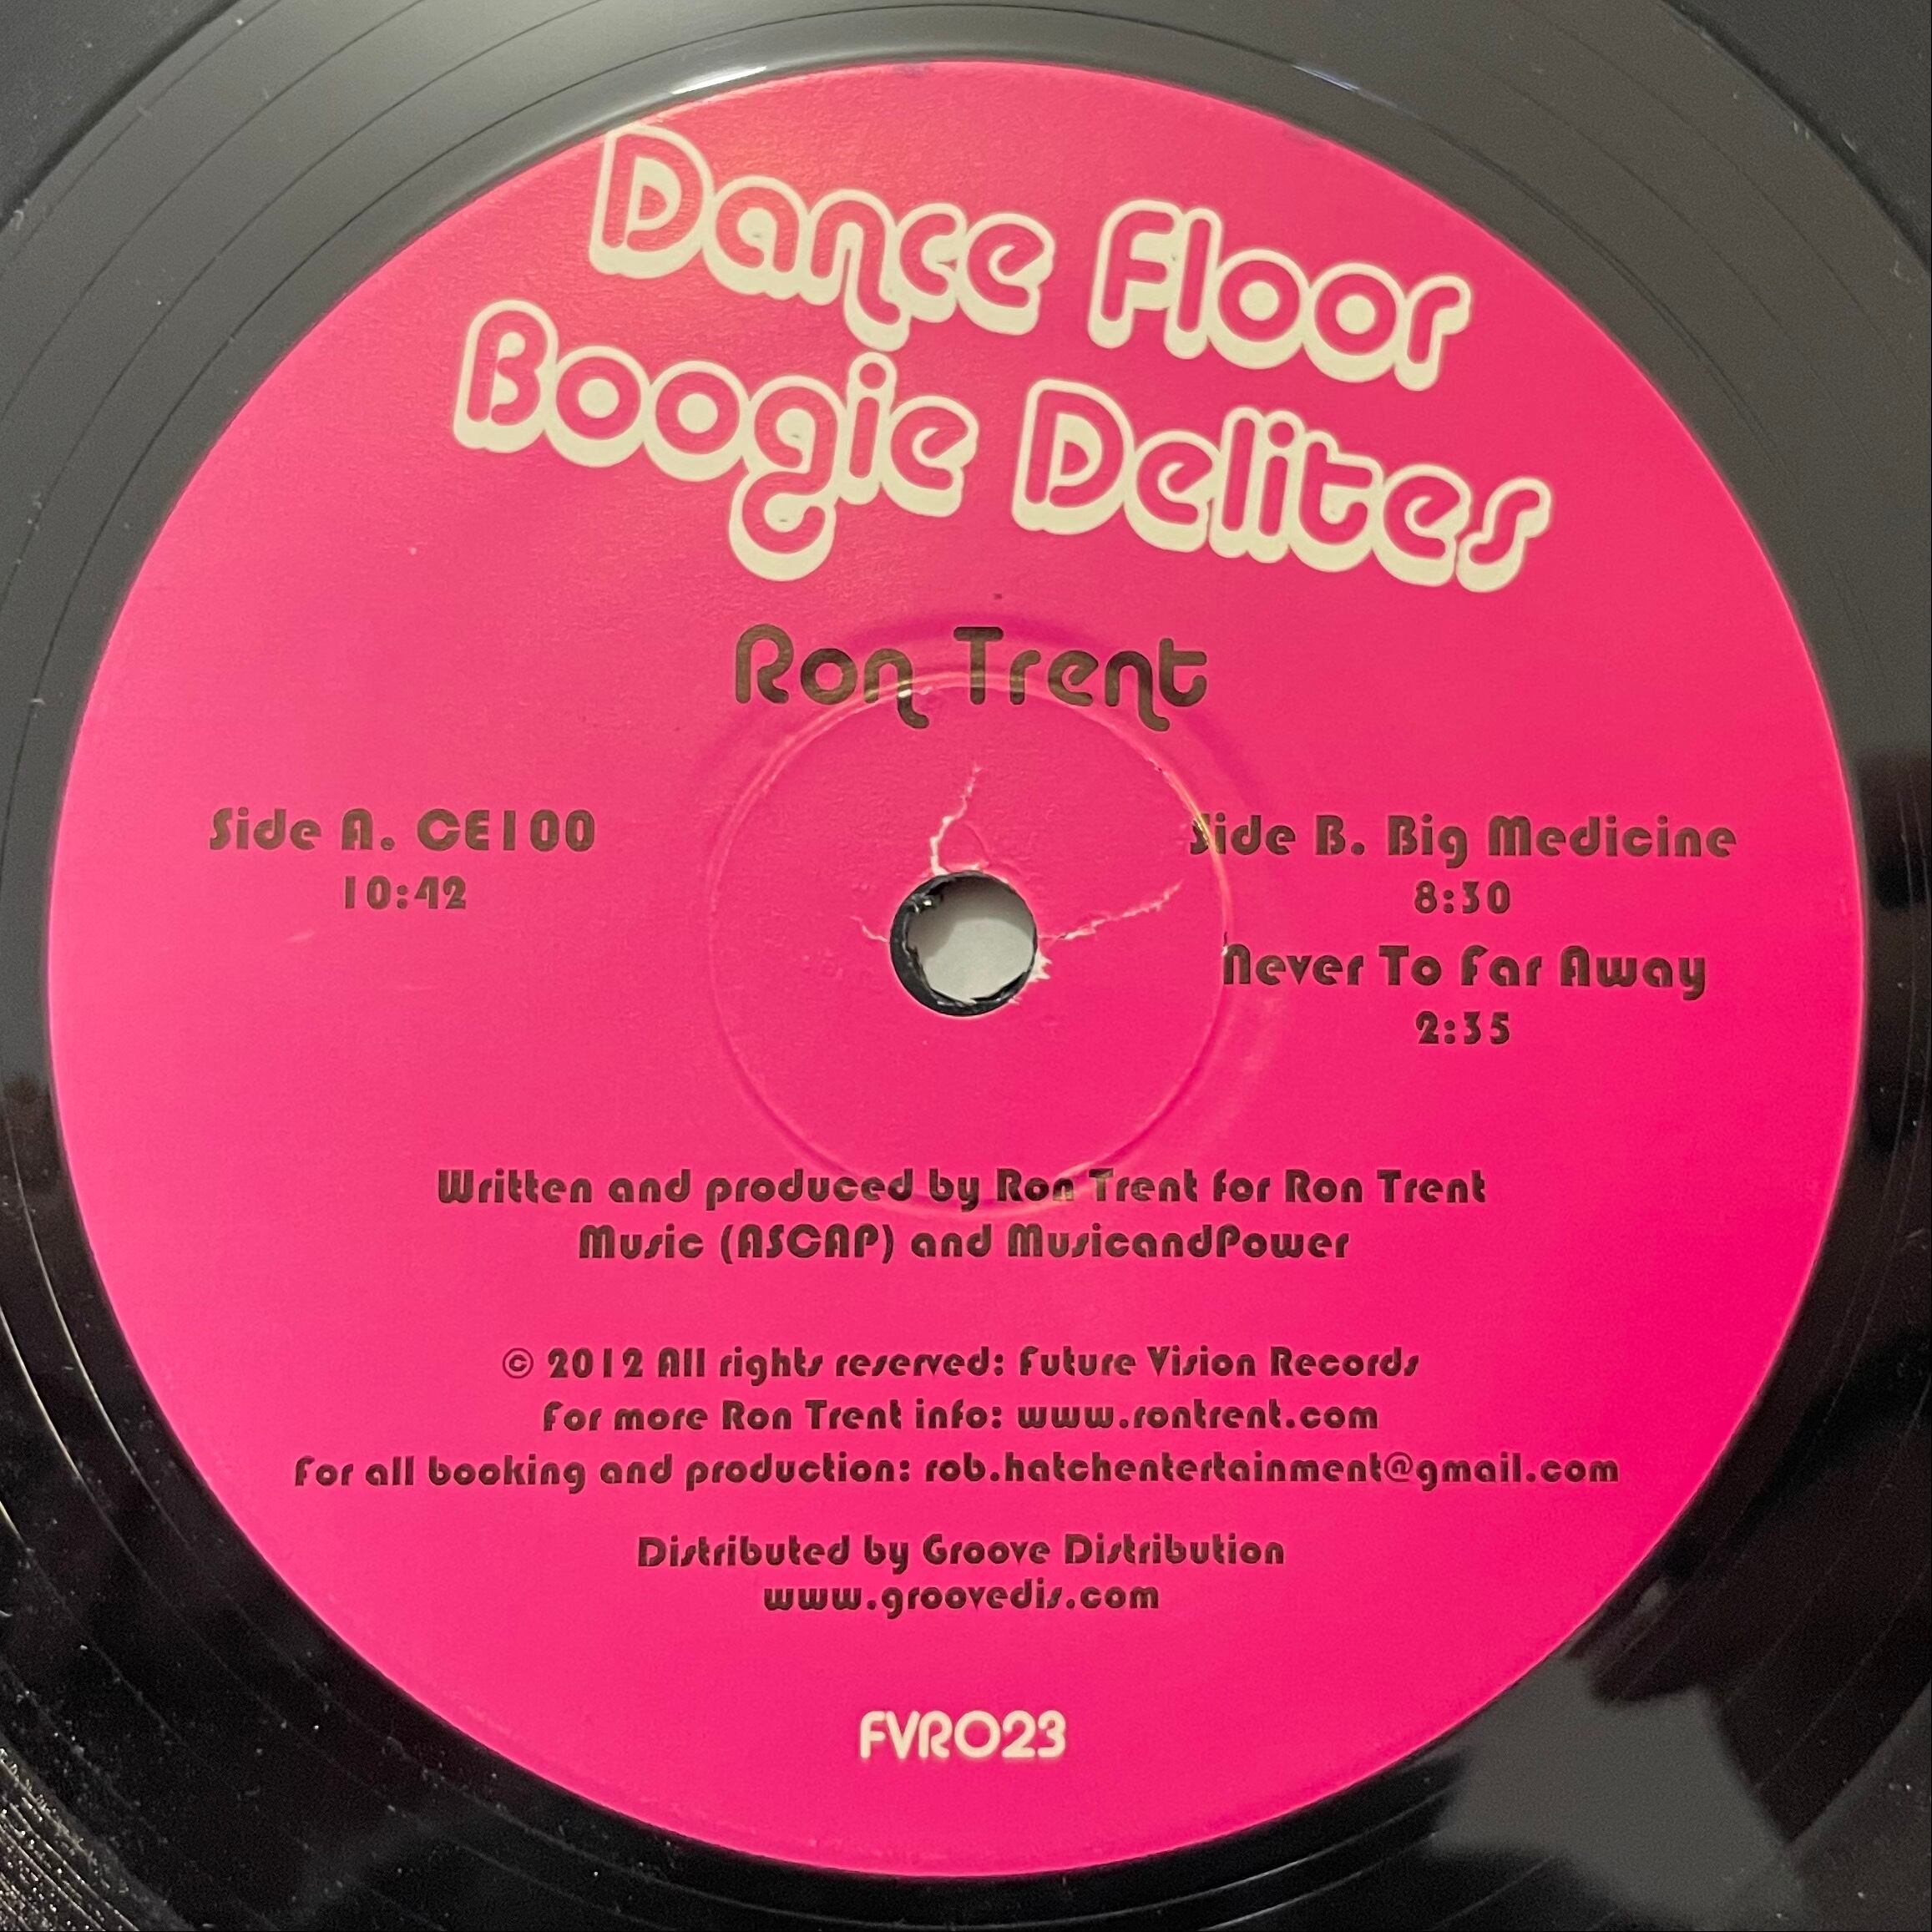 Dance Floor
Boogie Delites
Ron Trent
Side A. CE100
10:42
Side B. Big Medicine
8:30
Never To Far Away
2:35
Written and produced by Ron Trent for Ron Trent
Music (ASCAP) and MusicandPower
© 2012 All rights reserved: Future Vision Records
For more Ron Trent info: www.rontrent.com
For all booking and production: rob.hatchentertainment@gmail.com
Distributed by Groove Distribution
www.groovedis.com
FVR023